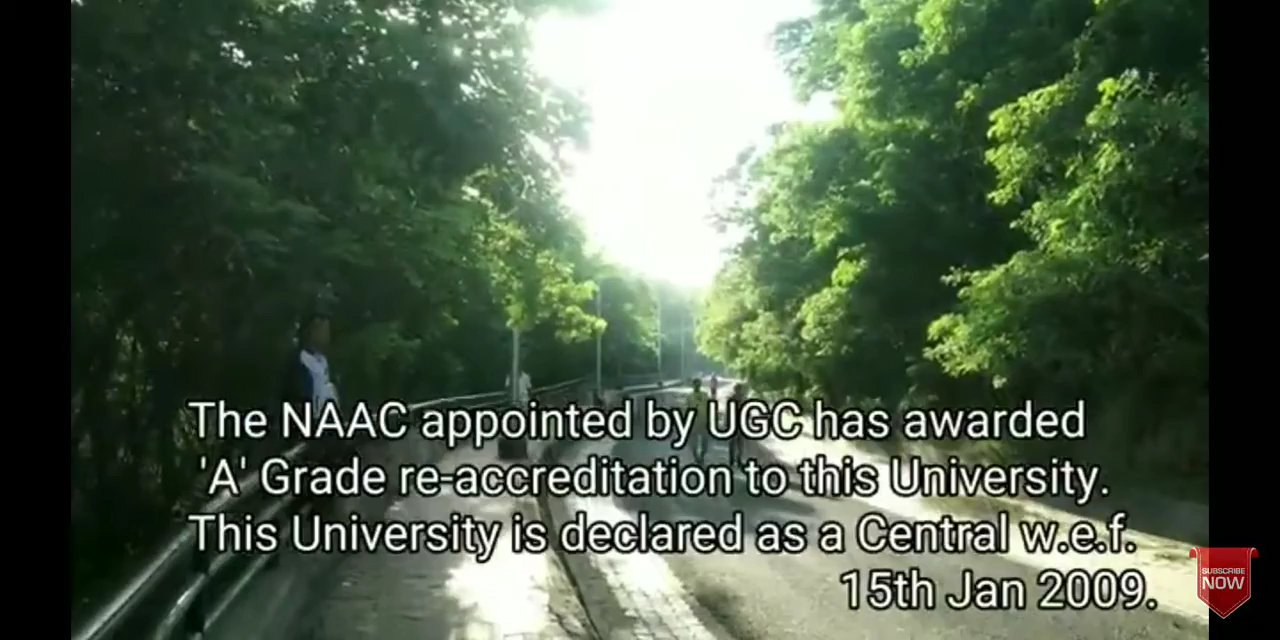 The NAAC appointed by UGC has awarded
'A' Grade re-accreditation to this University.
This University is declared as a Central w.e.f.
15th Jan 2009.
SUBSCRIBE
NOW